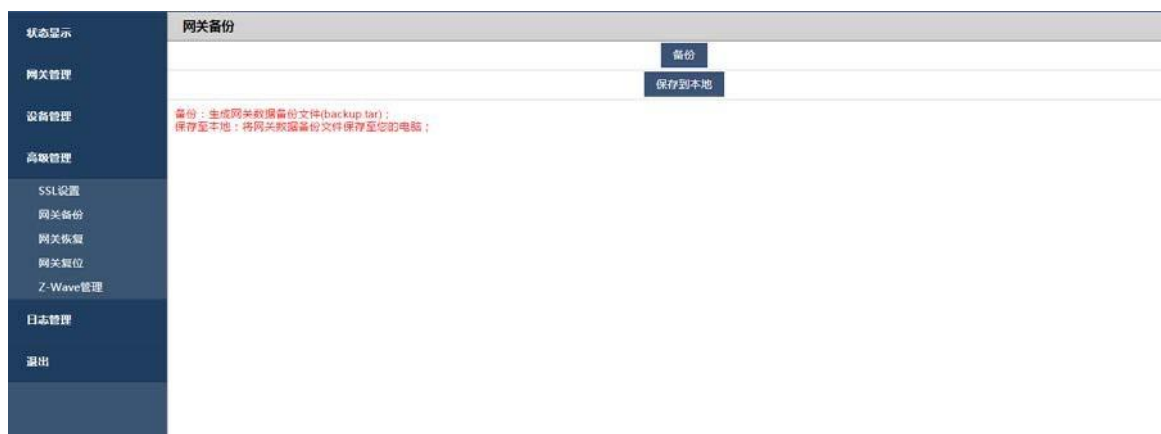 状态显示
网关管理
设备管理
高级管理
SSL设置
网关备份
网关恢复
网关复位
Z-Wave管理
日志管理
退出
网关备份
备份
保存到本地
备份：生成网关数据备份文件(backup tar)；
保存至本地：将网关数据备份文件保存至您的电脑；